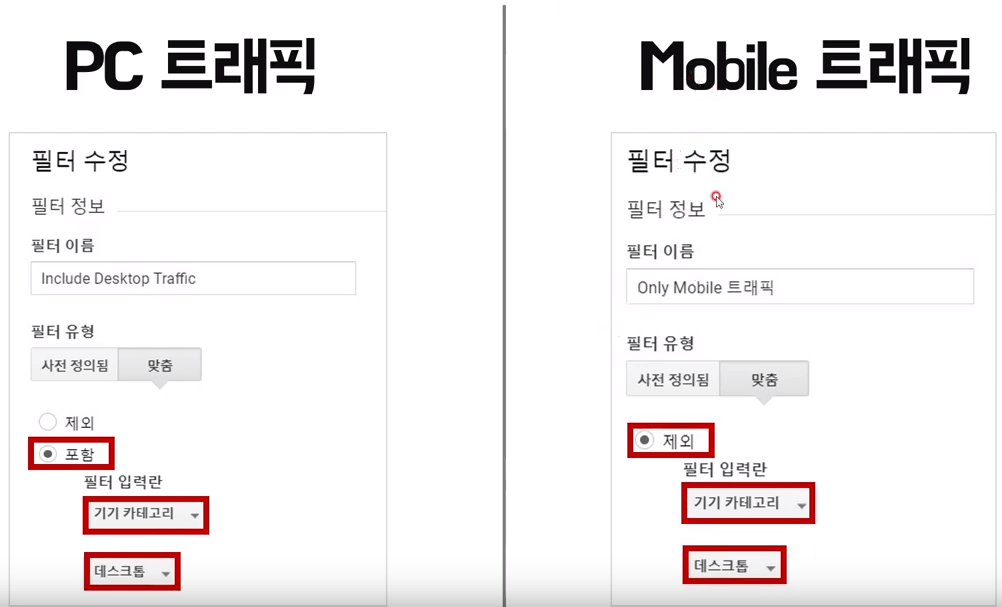 PC 트래픽
필터 수정
필터 정보
필터 이름
Include Desktop Traffic
필터 유형
사전 정의됨 맞춤
제외
포함
필터 입력란
기기 카테고리
데스크톱
Mobile 트래픽
필터 수정
필터 정보
필터 이름
Only Mobile 트래픽
필터 유형
사전 정의됨 맞춤
제외
필터 입력란
기기 카테고리
데스크톱